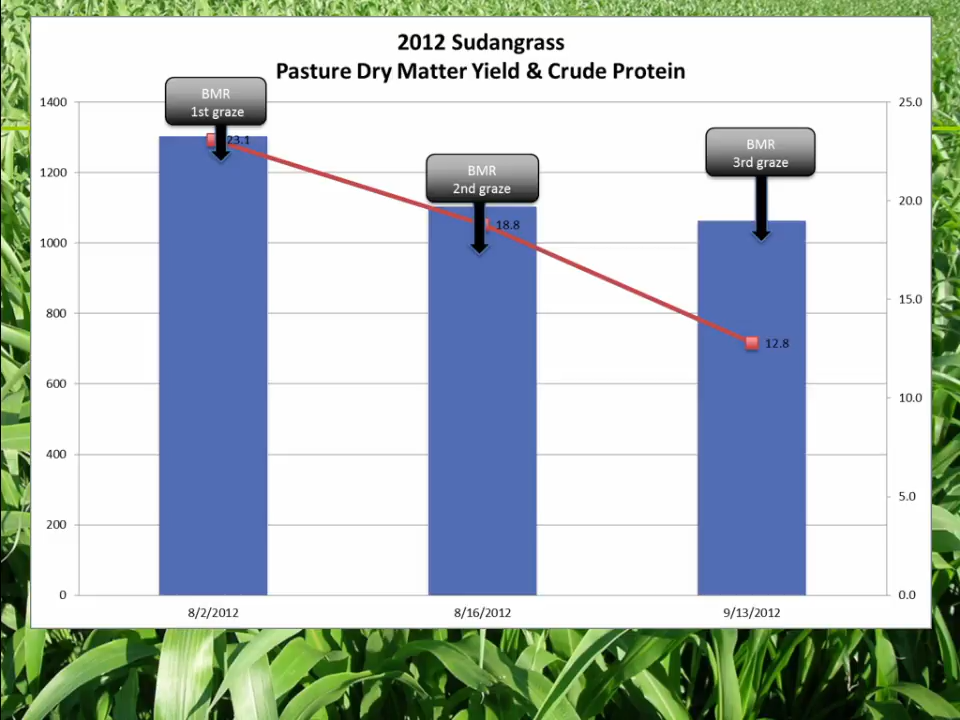 2012 Sudangrass
Pasture Dry Matter Yield & Crude Protein
BMR
1st graze
BMR
2nd graze
BMR
3rd graze
1400
1200
1000
800
600
400
200
0
23.1
18.8
12.8
25.0
20.0
15.0
10.0
5.0
0.0
8/2/2012
8/16/2012
9/13/2012